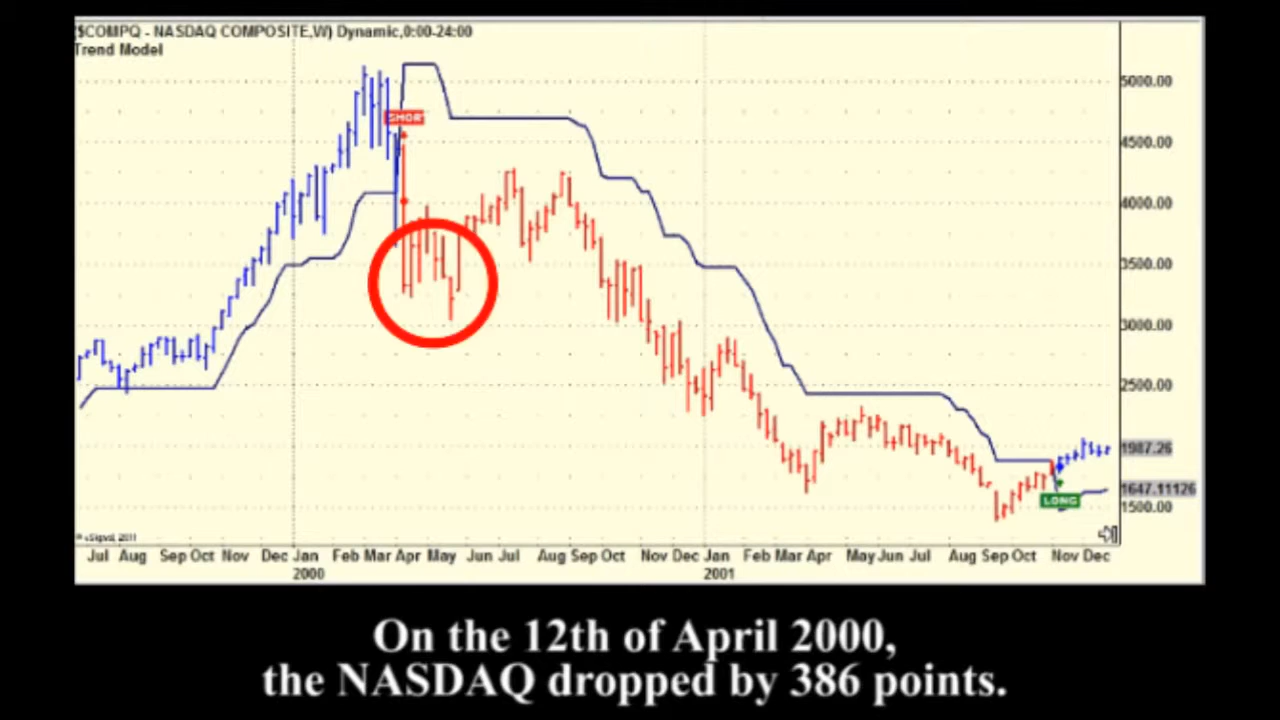 $COMPQ - NASDAQ COMPOSITE,W) Dynamic,0:00-24:00
Trend Model
5000.00
SHOR
4500.00
4000.00
3500.00
3000.00
2500.00
1987.26
1647.11126
LONG
1500.00
Jul Aug Sep Oct Nov Dec Jan Feb Mar Apr May Jun Jul Aug Sep Oct Nov Dec Jan Feb Mar Apr May Jun Jul Aug Sep Oct Nov Dec
2000 2001
On the 12th of April 2000,
the NASDAQ dropped by 386 points.